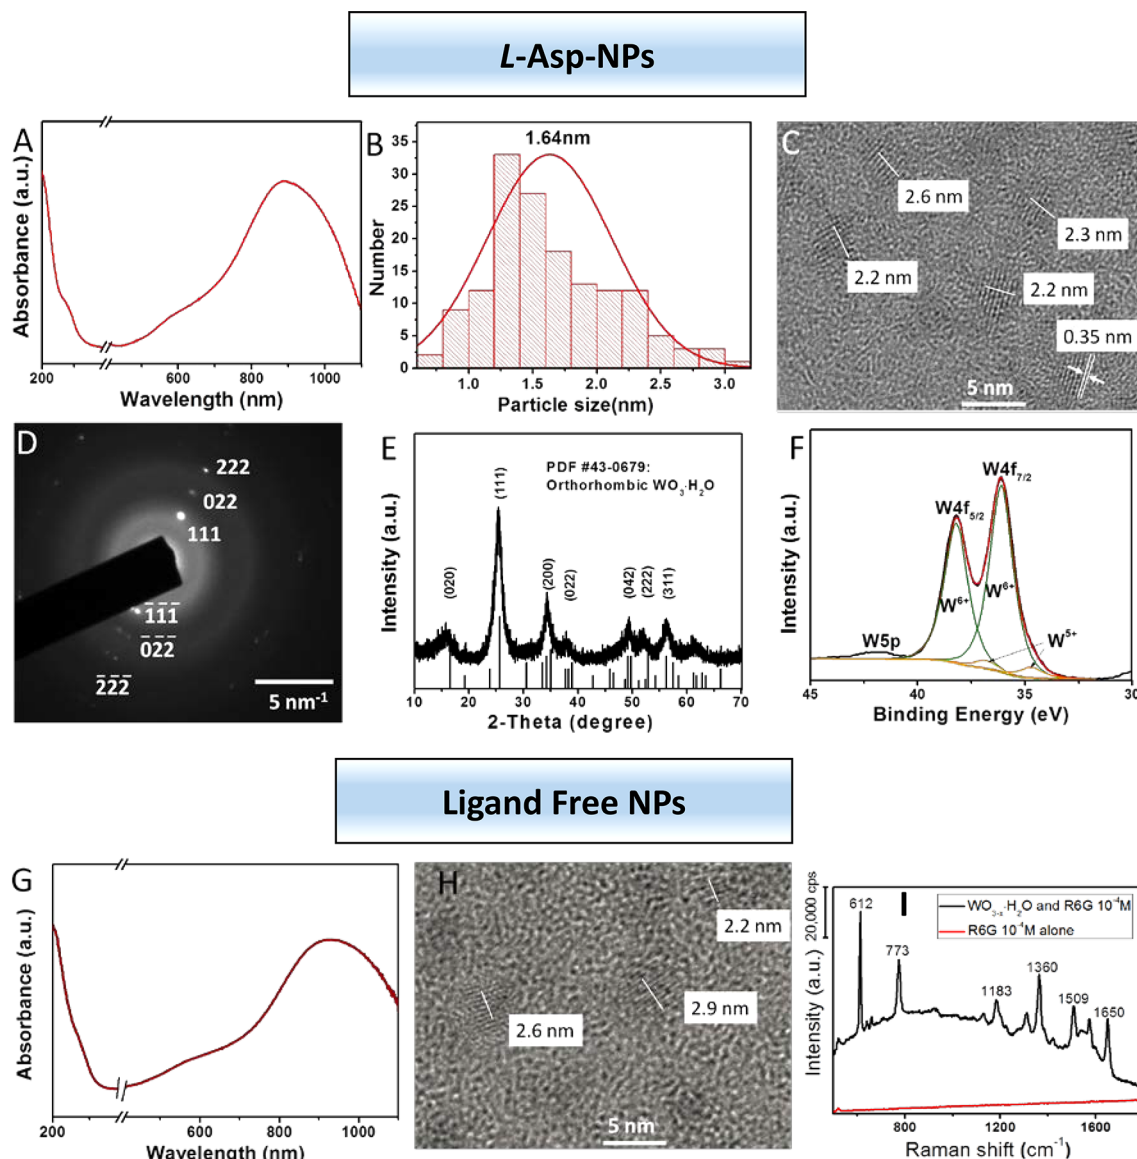 L-Asp-NPs
A
Absorbance (a.u.)
200 600 800 1000
Wavelength (nm)
B
1.64nm
Number
35
30
25
20
15
10
5
0
1.0 1.5 2.0 2.5 3.0
Particle size(nm)
C
2.6 nm
2.3 nm
2.2 nm
2.2 nm
0.35 nm
5 nm
D
222
022
111
1̅1̅1̅
0̅2̅2̅
2̅2̅2̅
5 nm⁻¹
E
PDF #43-0679:
Orthorhombic WO₃·H₂O
Intensity (a.u.)
(020)
(111)
(200)
(022)
(042)
(222)
(311)
10 20 30 40 50 60 70
2-Theta (degree)
F
W4f₇/₂
W4f₅/₂
W⁶⁺
W⁶⁺
W⁵⁺
W5p
Intensity (a.u.)
45 40 35 30
Binding Energy (eV)
Ligand Free NPs
G
Absorbance (a.u.)
200 600 800 1000
Wavelength (nm)
H
2.2 nm
2.9 nm
2.6 nm
5 nm
I
20,000 cps
WO₃₋ₓ·H₂O and R6G 10⁻⁴M
R6G 10⁻⁴M alone
612
773
1183
1360
1509
1650
Intensity (a.u.)
800 1200 1600
Raman shift (cm⁻¹)